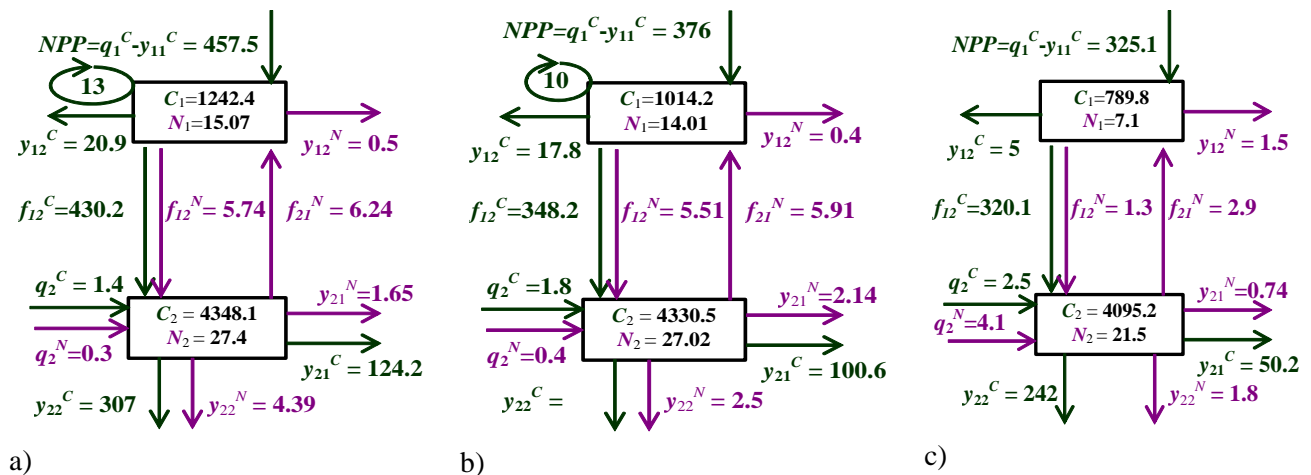 NPP=q₁ᶜ-y₁₁ᶜ = 457.5
13
C₁=1242.4
N₁=15.07
y₁₂ᶜ = 20.9
y₁₂ᴺ = 0.5
f₁₂ᶜ=430.2
f₁₂ᴺ= 5.74
f₂₁ᴺ = 6.24
q₂ᶜ = 1.4
q₂ᴺ=0.3
C₂ = 4348.1
N₂ = 27.4
y₂₁ᴺ=1.65
y₂₁ᶜ = 124.2
y₂₂ᶜ = 307
y₂₂ᴺ = 4.39
a)
NPP=q₁ᶜ-y₁₁ᶜ = 376
10
C₁=1014.2
N₁=14.01
y₁₂ᶜ = 17.8
y₁₂ᴺ = 0.4
f₁₂ᶜ=348.2
f₁₂ᴺ= 5.51
f₂₁ᴺ = 5.91
q₂ᶜ = 1.8
q₂ᴺ=0.4
C₂ = 4330.5
N₂ = 27.02
y₂₁ᴺ=2.14
y₂₁ᶜ = 100.6
y₂₂ᶜ =
y₂₂ᴺ = 2.5
b)
NPP=q₁ᶜ-y₁₁ᶜ = 325.1
C₁=789.8
N₁=7.1
y₁₂ᶜ = 5
y₁₂ᴺ = 1.5
f₁₂ᶜ=320.1
f₁₂ᴺ= 1.3
f₂₁ᴺ = 2.9
q₂ᶜ = 2.5
q₂ᴺ=4.1
C₂ = 4095.2
N₂ = 21.5
y₂₁ᴺ=0.74
y₂₁ᶜ = 50.2
y₂₂ᶜ = 242
y₂₂ᴺ = 1.8
c)